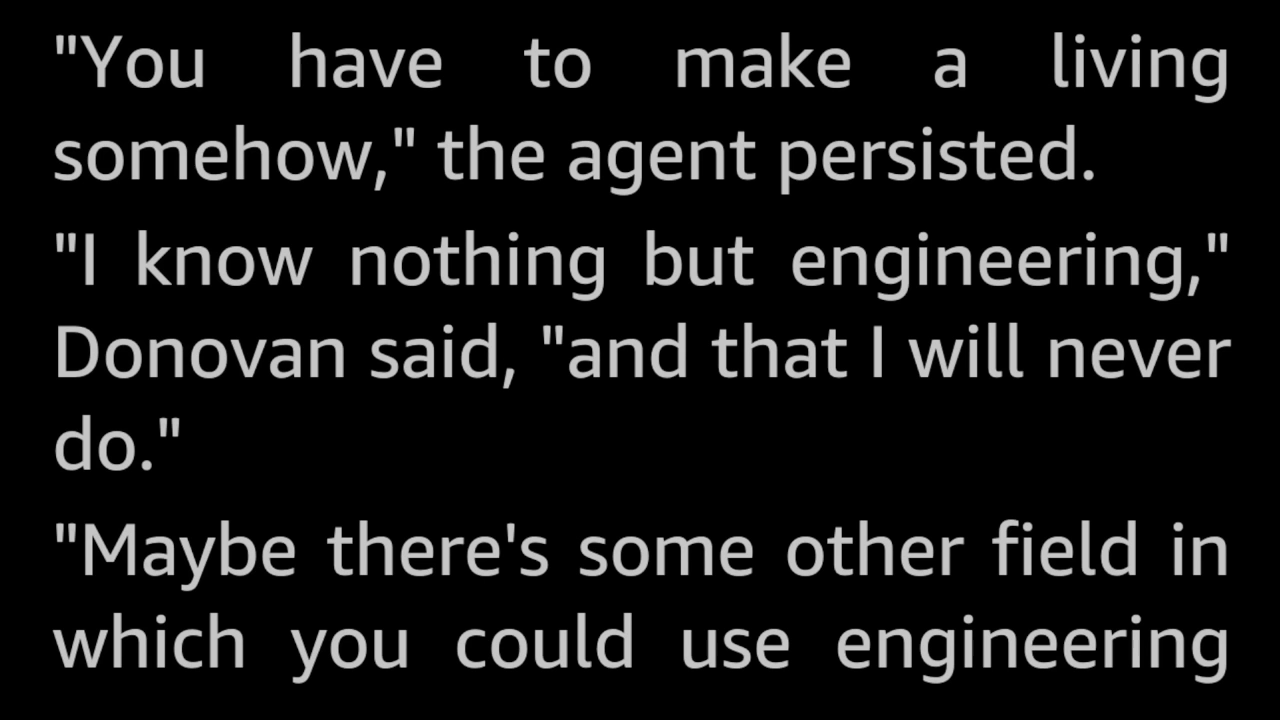 "You have to make a living
somehow," the agent persisted.
"I know nothing but engineering,"
Donovan said, "and that I will never
do."
"Maybe there's some other field in
which you could use engineering